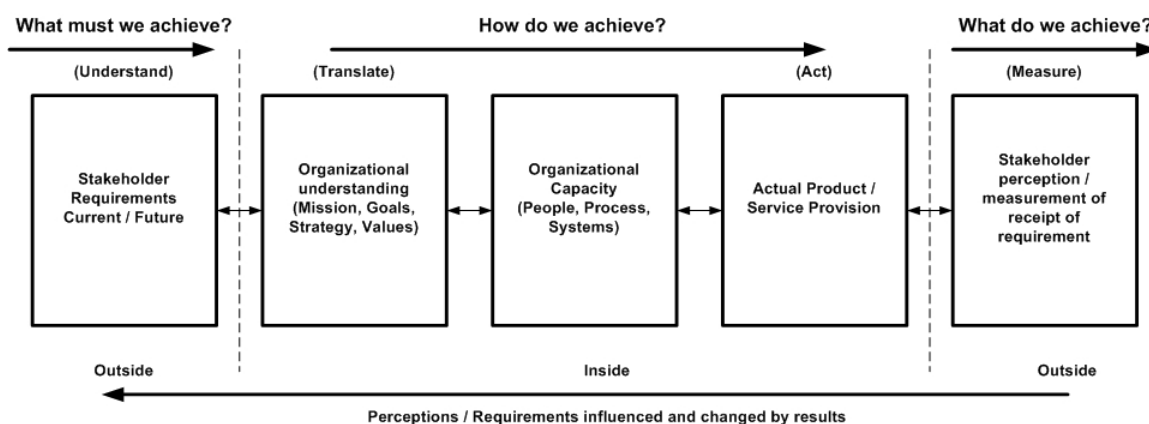 What must we achieve?
How do we achieve?
What do we achieve?
(Understand)
(Translate)
(Act)
(Measure)
Stakeholder
Requirements
Current / Future
Organizational
understanding
(Mission, Goals,
Strategy, Values)
Organizational
Capacity
(People, Process,
Systems)
Actual Product /
Service Provision
Stakeholder
perception /
measurement of
receipt of
requirement
Outside
Inside
Outside
Perceptions / Requirements influenced and changed by results